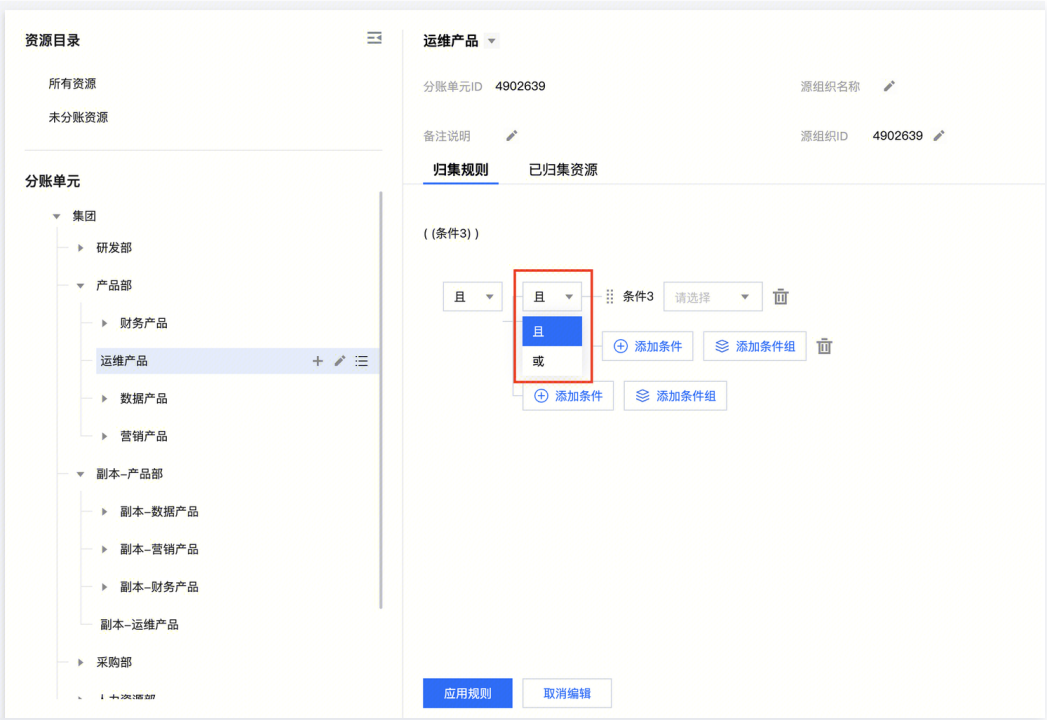 资源目录
所有资源
未分账资源
分账单元
集团
研发部
产品部
财务产品
运维产品
数据产品
营销产品
副本-产品部
副本-数据产品
副本-营销产品
副本-财务产品
副本-运维产品
采购部
人力资源部
运维产品
分账单元ID 4902639
源组织名称
备注说明
源组织ID 4902639
归集规则 已归集资源
( (条件3) )
且 且 条件3 请选择
且
或
添加条件 添加条件组
添加条件 添加条件组
应用规则 取消编辑